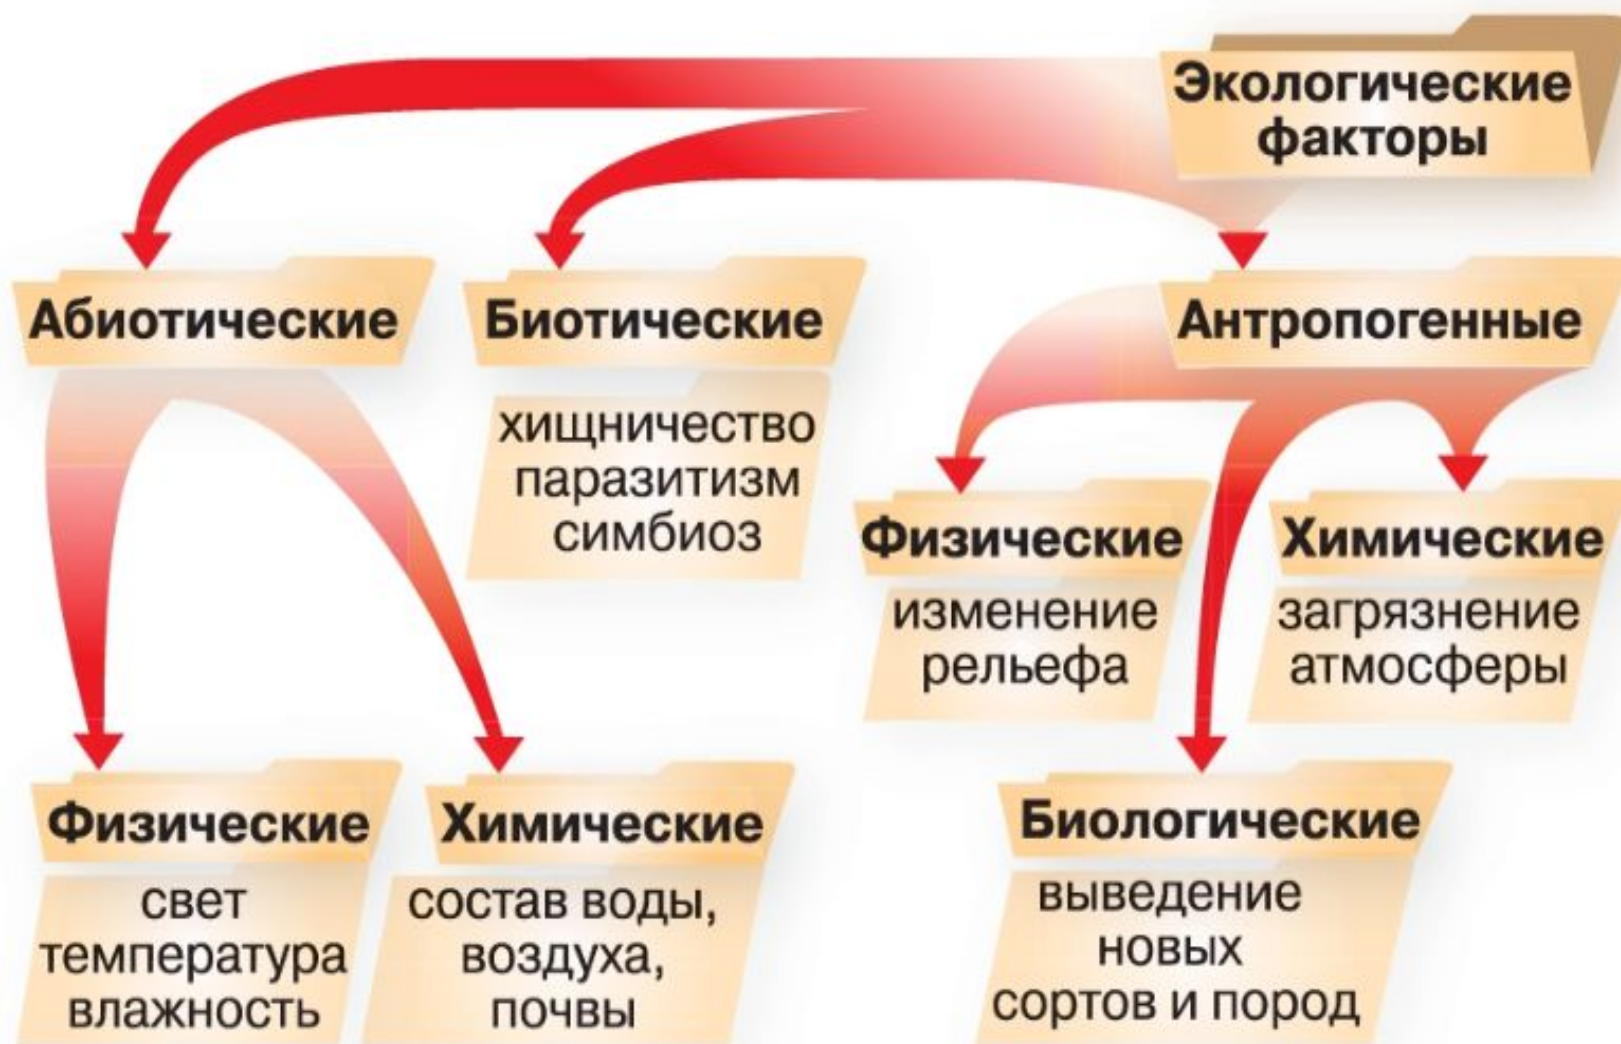 Экологические
факторы
Абиотические
Биотические
хищничество
паразитизм
симбиоз
Антропогенные
Физические
изменение
рельефа
Химические
загрязнение
атмосферы
Физические
свет
температура
влажность
Химические
состав воды,
воздуха,
почвы
Биологические
выведение
новых
сортов и пород